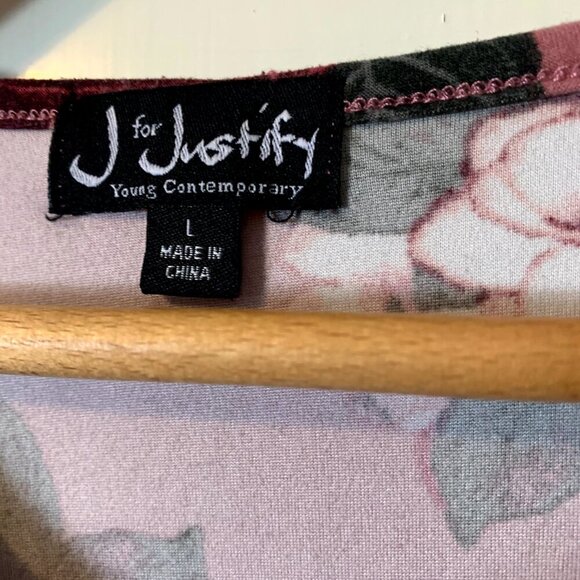 J for Justify
Young Contemporary
L
MADE IN
CHINA